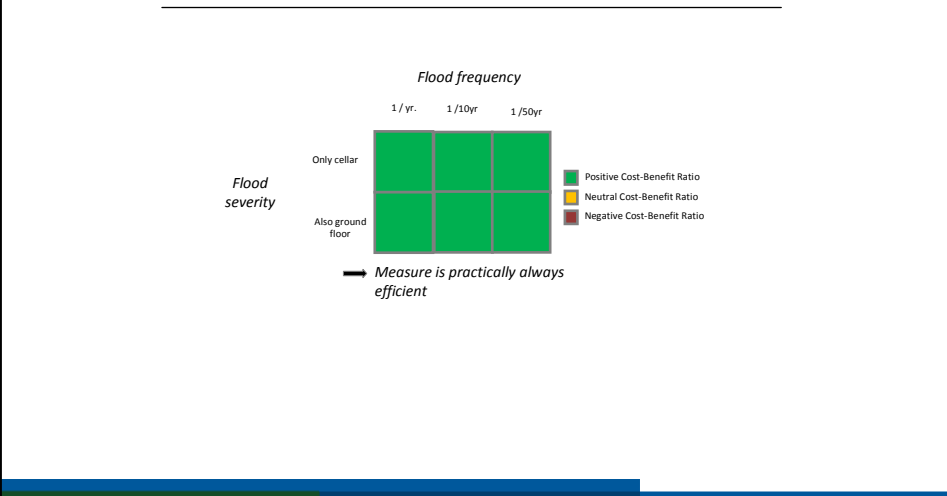 Flood frequency
1 / yr.
1 /10yr
1 /50yr
Only cellar
Flood
severity
Also ground
floor
Positive Cost-Benefit Ratio
Neutral Cost-Benefit Ratio
Negative Cost-Benefit Ratio
Measure is practically always
efficient